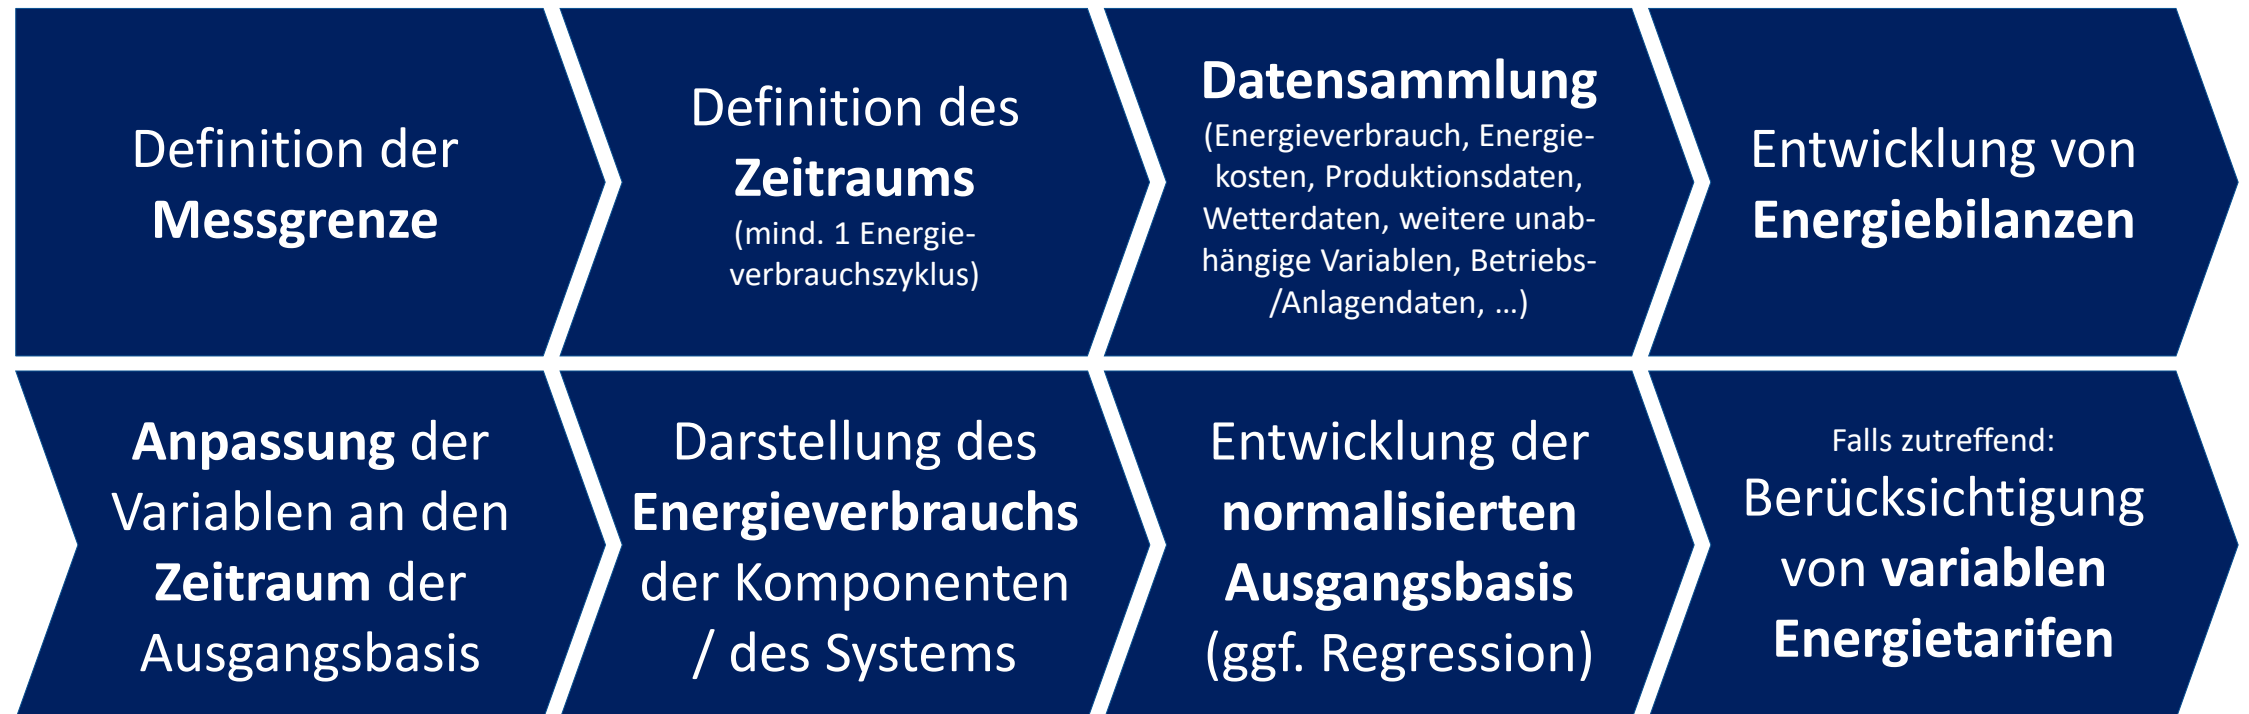 Definition der
Messgrenze
Definition des
Zeitraums
(mind. 1 Energie-
verbrauchszyklus)
Datensammlung
(Energieverbrauch, Energie-
kosten, Produktionsdaten,
Wetterdaten, weitere unab-
hängige Variablen, Betriebs-
/Anlagendaten, …)
Entwicklung von
Energiebilanzen
Anpassung der
Variablen an den
Zeitraum der
Ausgangsbasis
Darstellung des
Energieverbrauchs
der Komponenten
/ des Systems
Entwicklung der
normalisierten
Ausgangsbasis
(ggf. Regression)
Falls zutreffend:
Berücksichtigung
von variablen
Energietarifen